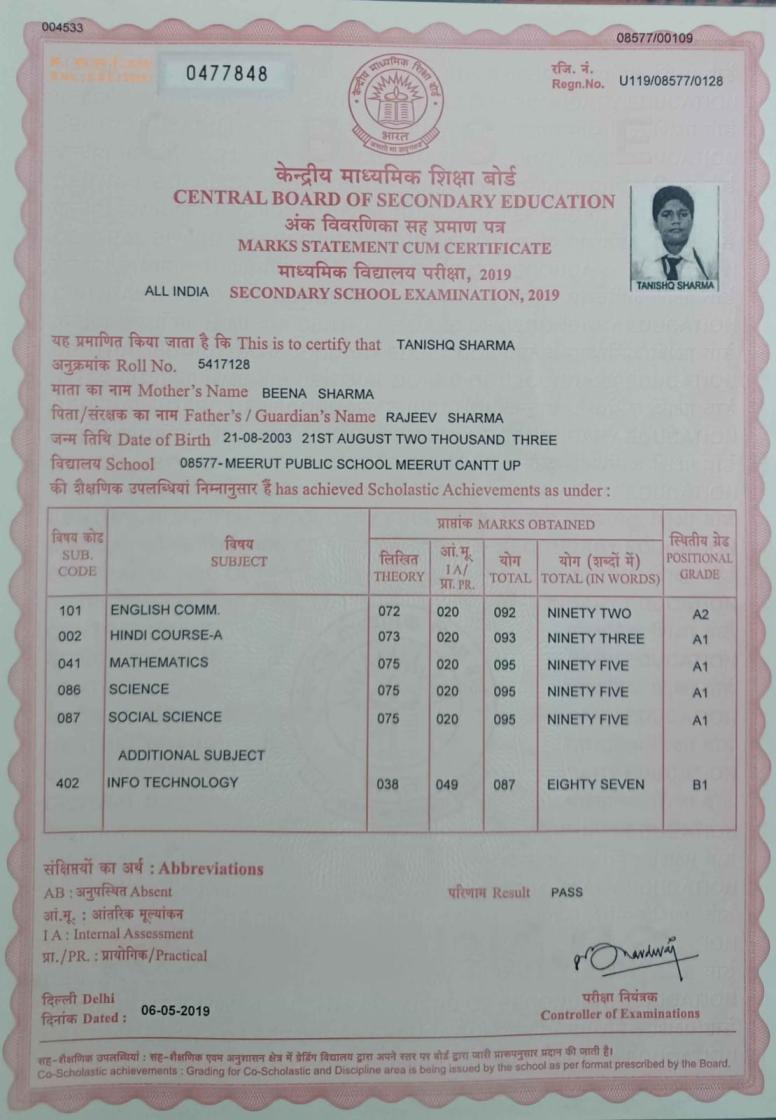 004533
08577/00109
0477848
रजि. नं.
Regn.No. U119/08577/0128
केन्द्रीय माध्यमिक शिक्षा बोर्ड
भारत
केन्द्रीय माध्यमिक शिक्षा बोर्ड
CENTRAL BOARD OF SECONDARY EDUCATION
अंक विवरणिका सह प्रमाण पत्र
MARKS STATEMENT CUM CERTIFICATE
माध्यमिक विद्यालय परीक्षा, 2019
ALL INDIA SECONDARY SCHOOL EXAMINATION, 2019
TANISHQ SHARMA
यह प्रमाणित किया जाता है कि This is to certify that TANISHQ SHARMA
अनुक्रमांक Roll No. 5417128
माता का नाम Mother's Name BEENA SHARMA
पिता/संरक्षक का नाम Father's / Guardian's Name RAJEEV SHARMA
जन्म तिथि Date of Birth 21-08-2003 21ST AUGUST TWO THOUSAND THREE
विद्यालय School 08577-MEERUT PUBLIC SCHOOL MEERUT CANTT UP
की शैक्षणिक उपलब्धियां निम्नानुसार हैं has achieved Scholastic Achievements as under :
विषय कोड SUB. CODE
विषय SUBJECT
प्राप्तांक MARKS OBTAINED
लिखित THEORY
आं.मू. I A/ प्रा. PR.
योग TOTAL
योग (शब्दों में) TOTAL (IN WORDS)
स्थितीय ग्रेड POSITIONAL GRADE
101 ENGLISH COMM. 072 020 092 NINETY TWO A2
002 HINDI COURSE-A 073 020 093 NINETY THREE A1
041 MATHEMATICS 075 020 095 NINETY FIVE A1
086 SCIENCE 075 020 095 NINETY FIVE A1
087 SOCIAL SCIENCE 075 020 095 NINETY FIVE A1
ADDITIONAL SUBJECT
402 INFO TECHNOLOGY 038 049 087 EIGHTY SEVEN B1
संक्षिप्तियों का अर्थ : Abbreviations
AB : अनुपस्थित Absent
परिणाम Result PASS
आं.मू. : आंतरिक मूल्यांकन
I A : Internal Assessment
प्रा./PR. : प्रायोगिक/Practical
दिल्ली Delhi
दिनांक Dated : 06-05-2019
परीक्षा नियंत्रक
Controller of Examinations
सह-शैक्षणिक उपलब्धियां : सह-शैक्षणिक एवम अनुशासन क्षेत्र में ग्रेडिंग विद्यालय द्वारा अपने स्तर पर बोर्ड द्वारा जारी प्रारूपनुसार प्रदान की जाती है।
Co-Scholastic achievements : Grading for Co-Scholastic and Discipline area is being issued by the school as per format prescribed by the Board.